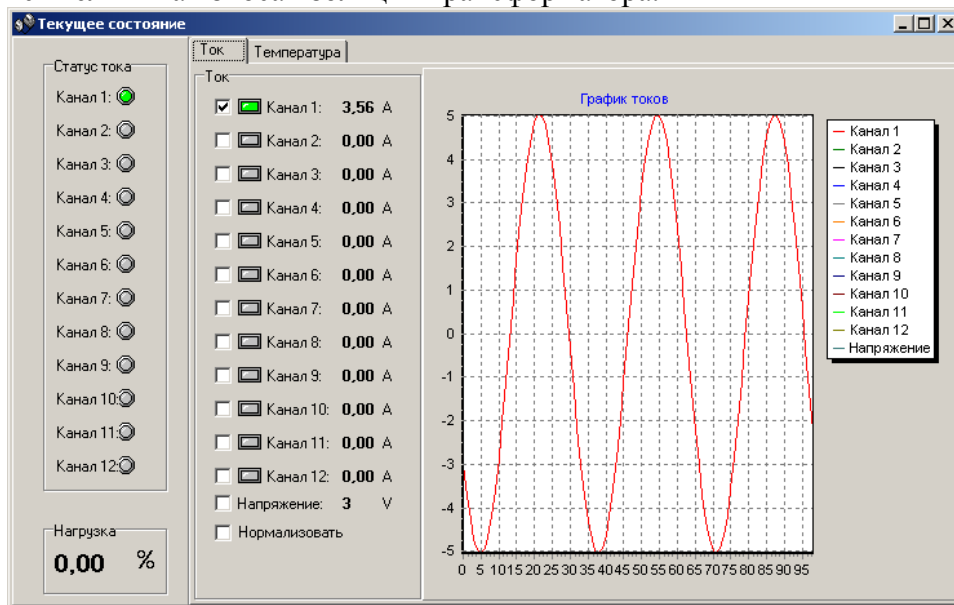 Текущее состояние
Статус тока
Канал 1:
Канал 2:
Канал 3:
Канал 4:
Канал 5:
Канал 6:
Канал 7:
Канал 8:
Канал 9:
Канал 10:
Канал 11:
Канал 12:
Нагрузка
0,00 %
Ток Температура
Ток
Канал 1: 3,56 А
Канал 2: 0,00 А
Канал 3: 0,00 А
Канал 4: 0,00 А
Канал 5: 0,00 А
Канал 6: 0,00 А
Канал 7: 0,00 А
Канал 8: 0,00 А
Канал 9: 0,00 А
Канал 10: 0,00 А
Канал 11: 0,00 А
Канал 12: 0,00 А
Напряжение: 3 V
Нормализовать
График токов
5
4
3
2
1
0
-1
-2
-3
-4
-5
0 5 10 15 20 25 30 35 40 45 50 55 60 65 70 75 80 85 90 95
Канал 1
Канал 2
Канал 3
Канал 4
Канал 5
Канал 6
Канал 7
Канал 8
Канал 9
Канал 10
Канал 11
Канал 12
Напряжение